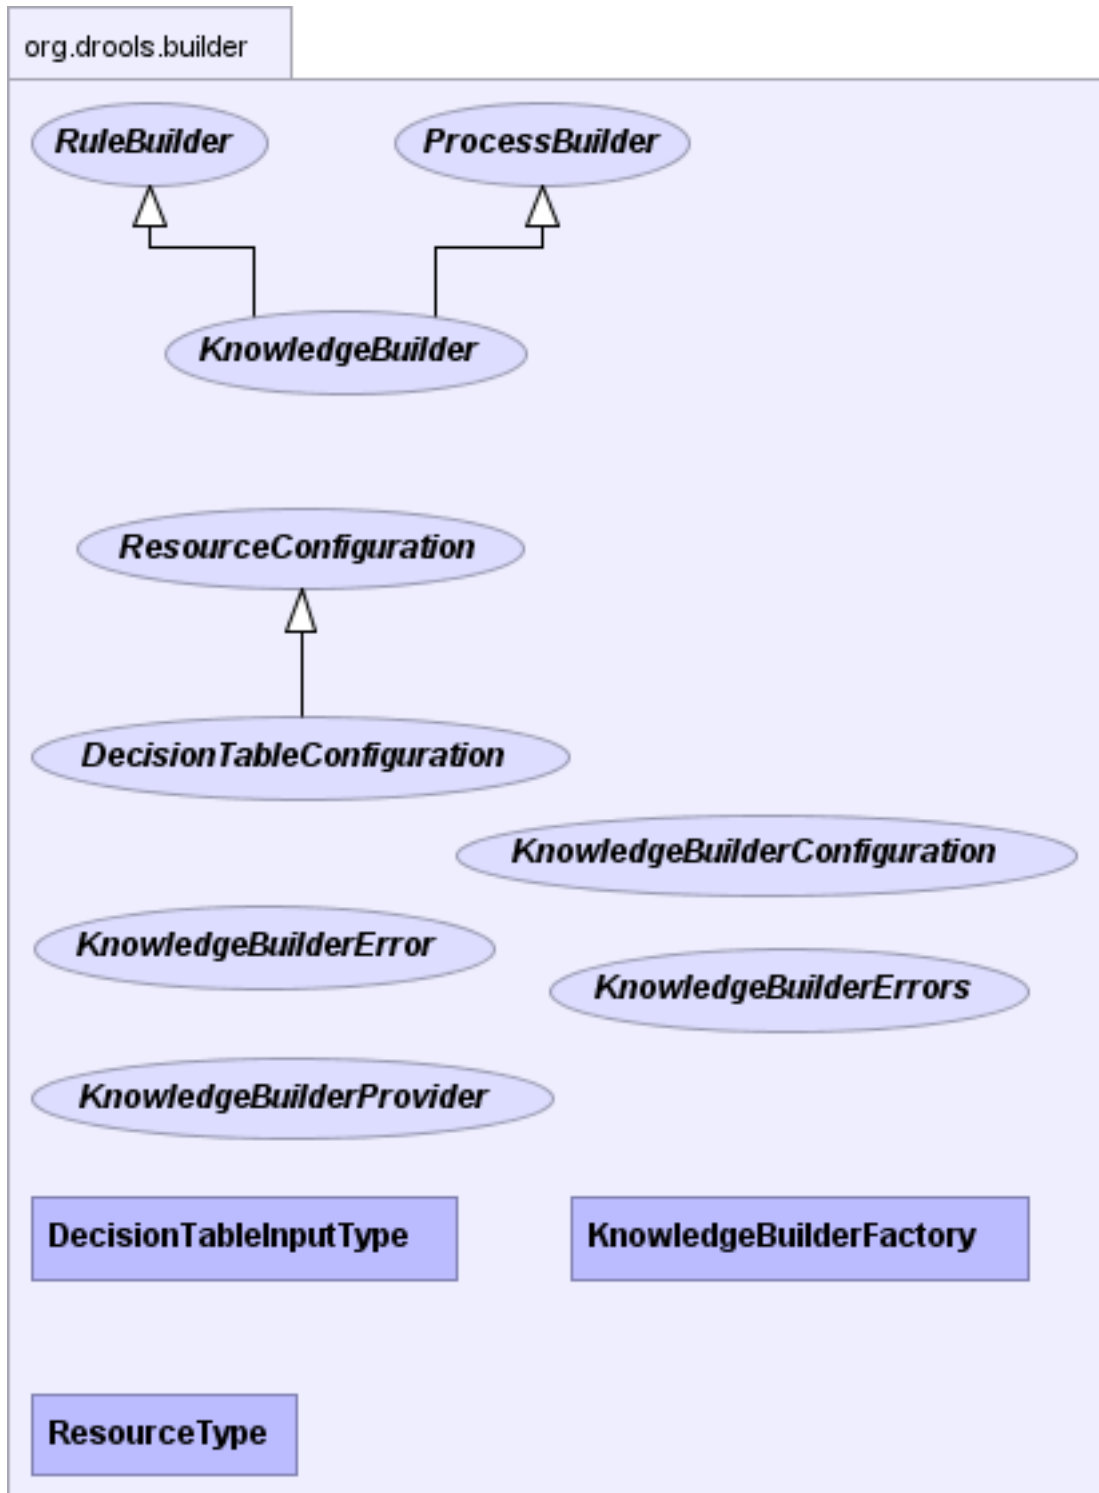 org.drools.builder
RuleBuilder
ProcessBuilder
KnowledgeBuilder
ResourceConfiguration
DecisionTableConfiguration
KnowledgeBuilderConfiguration
KnowledgeBuilderError
KnowledgeBuilderErrors
KnowledgeBuilderProvider
DecisionTableInputType
KnowledgeBuilderFactory
ResourceType